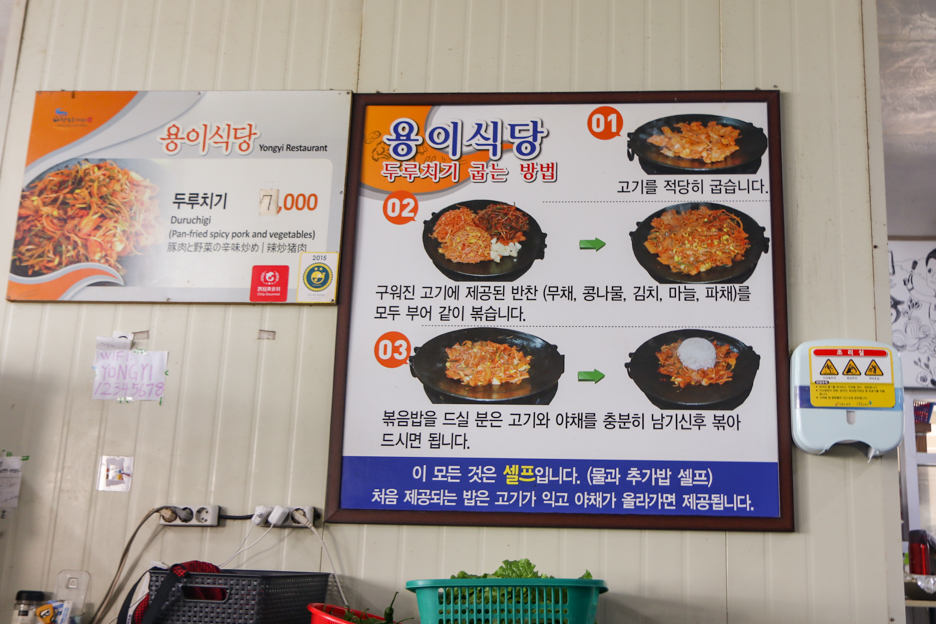 용이식당 Yongyi Restaurant
두루치기 7,000
Duruchigi
(Pan-fried spicy pork and vegetables)
豚肉と野菜の辛味炒め | 辣炒猪肉
2015
WIFI
YONGYI
12345678
용이식당
두루치기 굽는 방법
01
고기를 적당히 굽습니다.
02
구워진 고기에 제공된 반찬 (무채, 콩나물, 김치, 마늘, 파채)를
모두 부어 같이 볶습니다.
03
볶음밥을 드실 분은 고기와 야채를 충분히 남기신후 볶아
드시면 됩니다.
이 모든 것은 셀프입니다. (물과 추가밥 셀프)
처음 제공되는 밥은 고기가 익고 야채가 올라가면 제공됩니다.
조리실